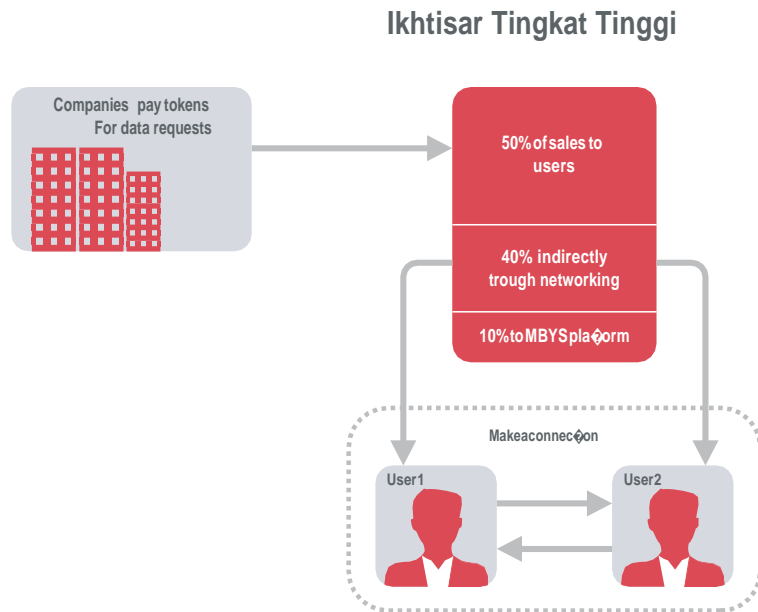 Ikhtisar Tingkat Tinggi
Companies pay tokens
For data requests
50% of sales to
users
40% indirectly
trough networking
10% to MBYS pla�orm
Makeaconnec�on
User1
User2